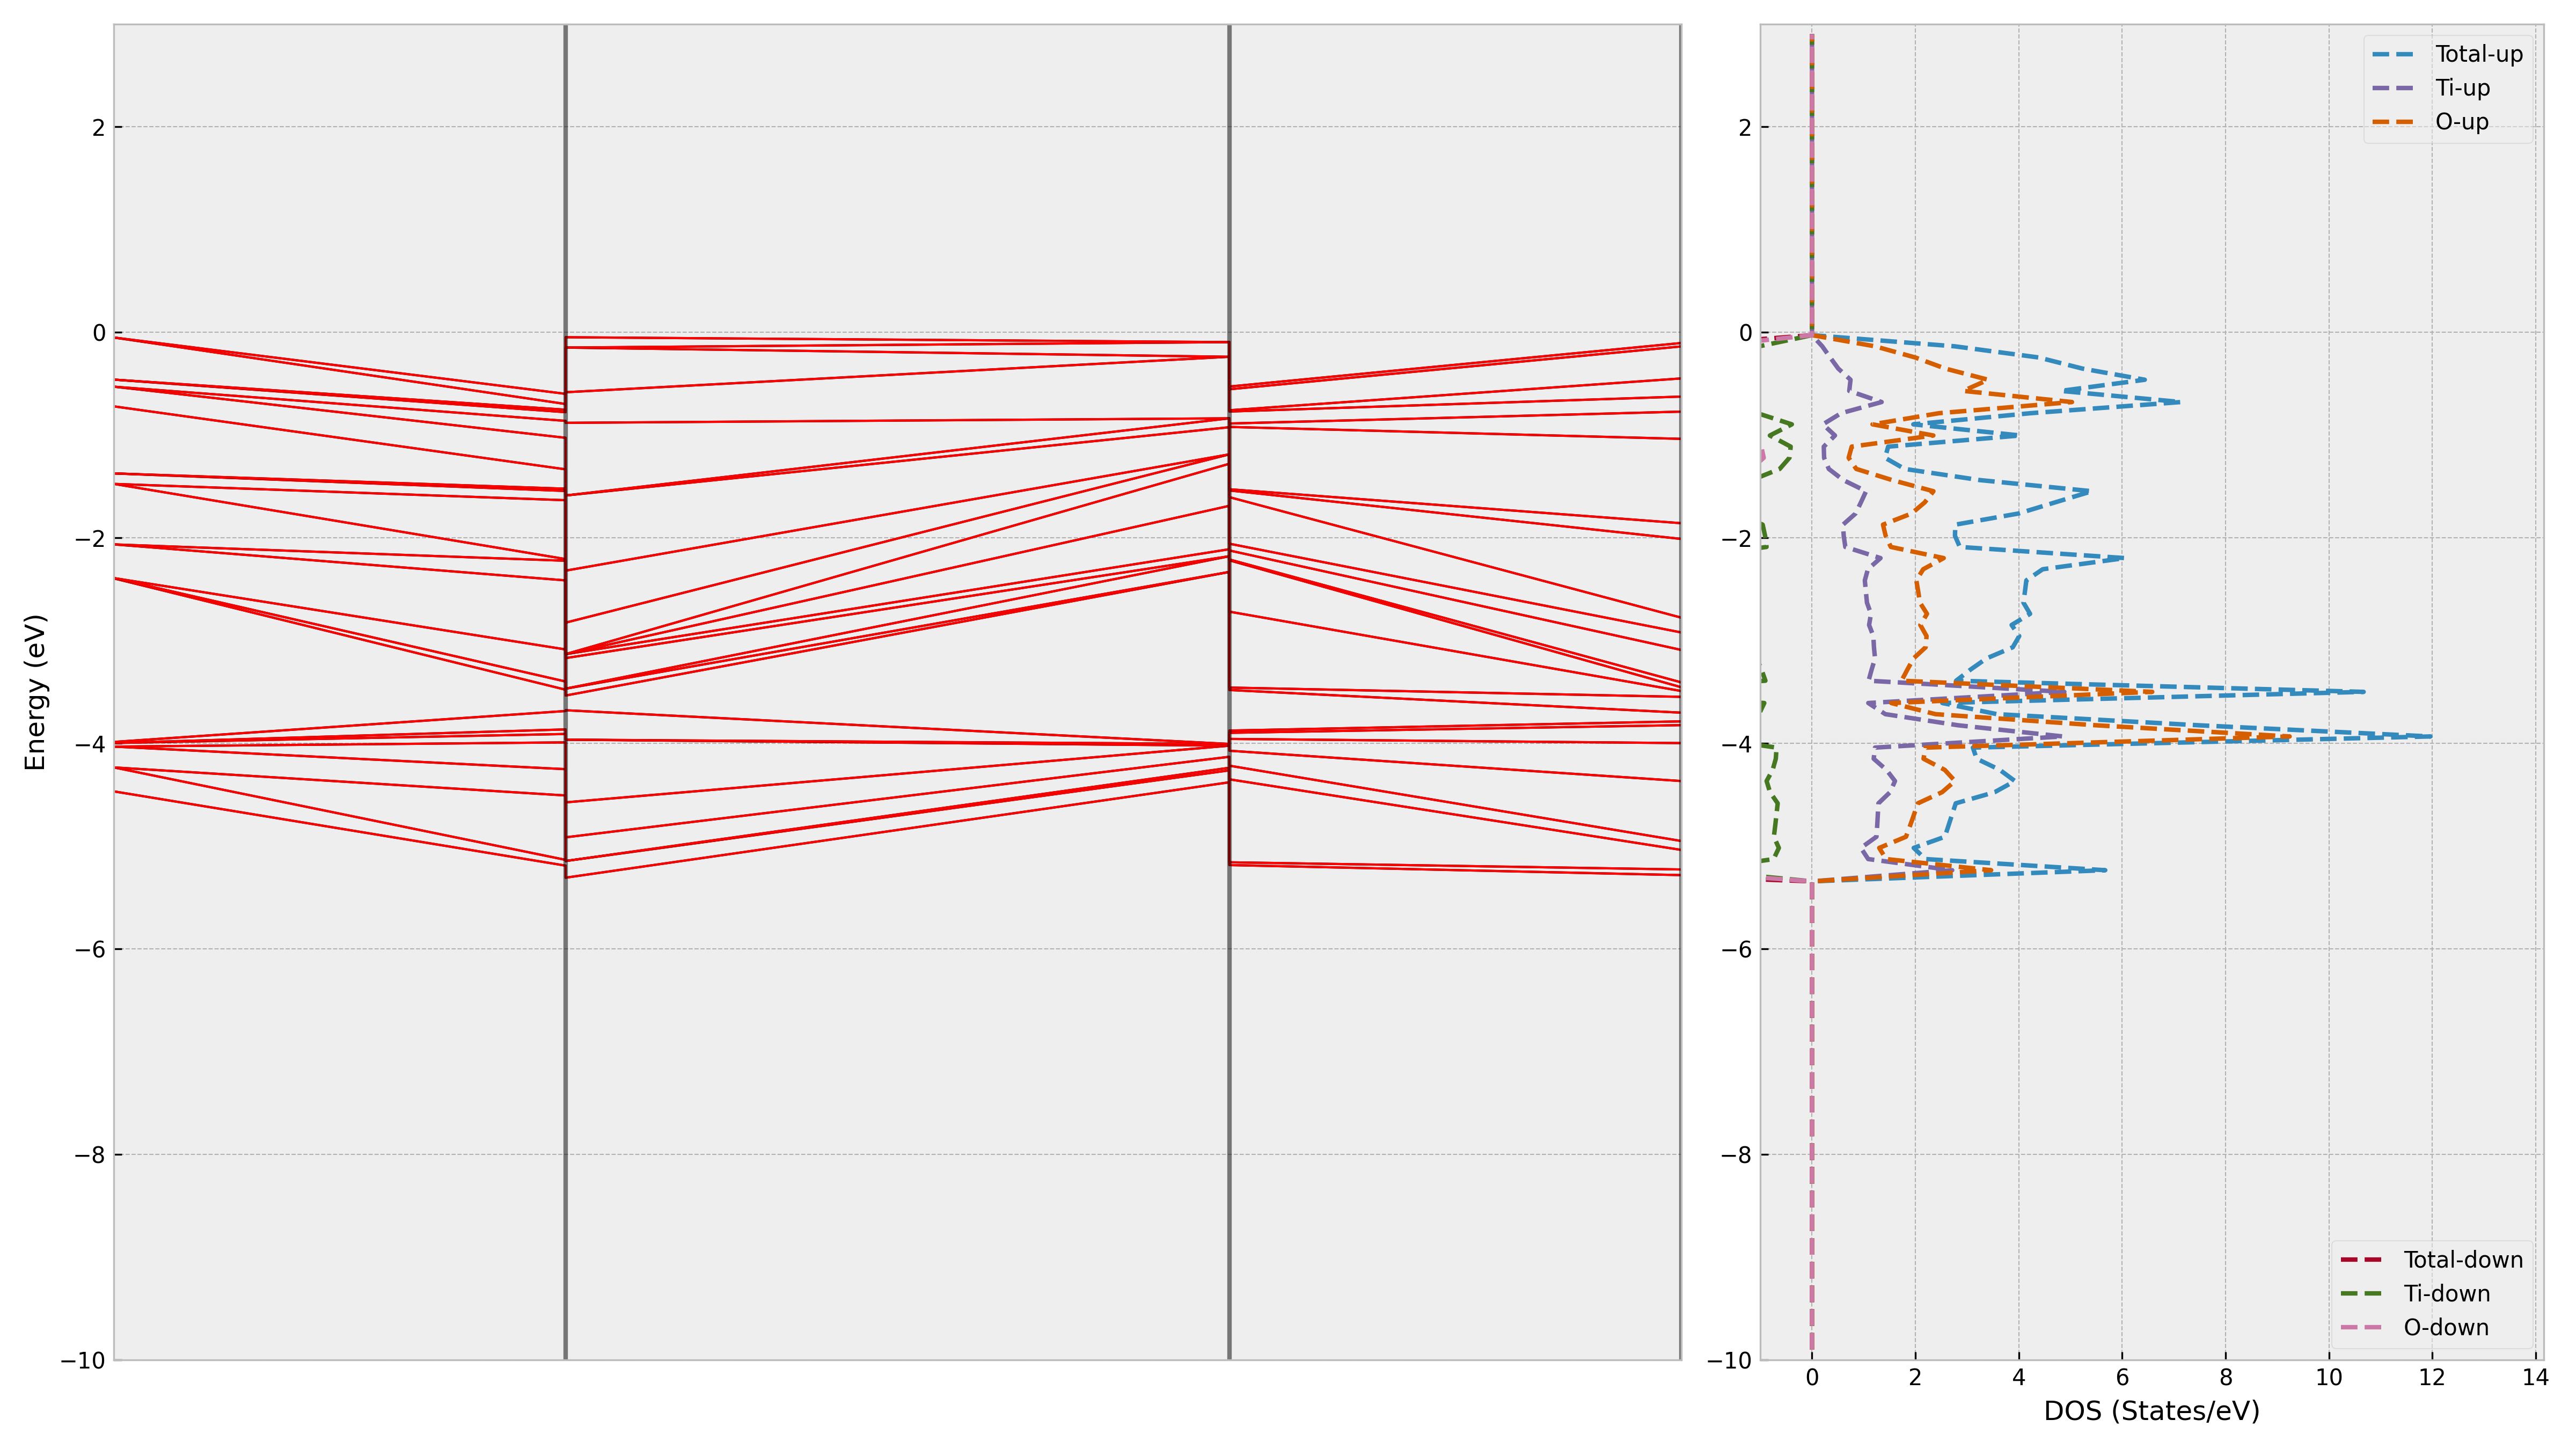 Energy (eV)
2
0
−2
−4
−6
−8
−10
2
0
−2
−4
−6
−8
−10
Total-up
Ti-up
O-up
Total-down
Ti-down
O-down
0 2 4 6 8 10 12 14
DOS (States/eV)